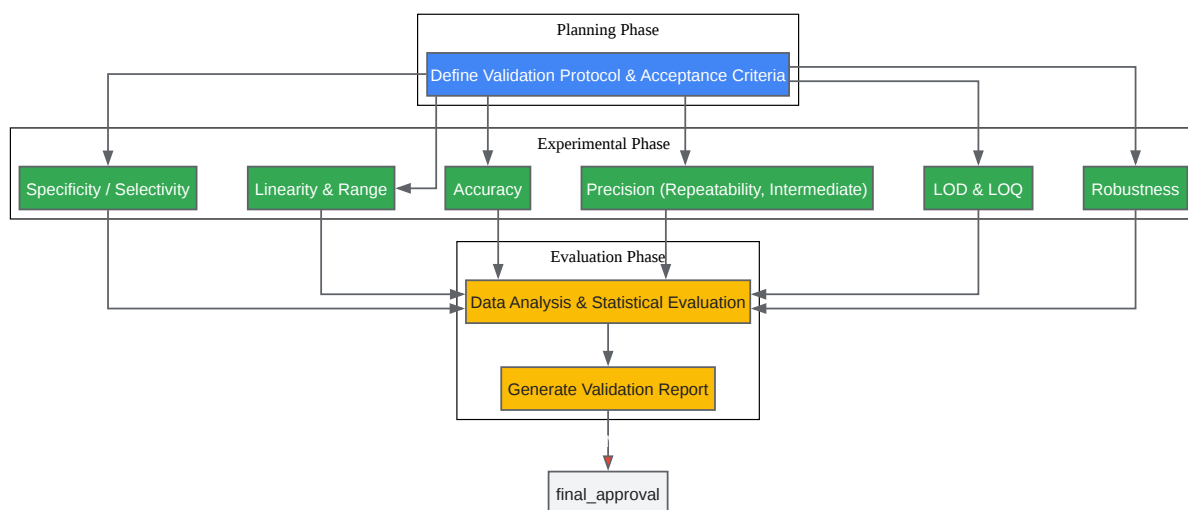 Planning Phase
Define Validation Protocol & Acceptance Criteria
Experimental Phase
Specificity / Selectivity
Linearity & Range
Accuracy
Precision (Repeatability, Intermediate)
LOD & LOQ
Robustness
Evaluation Phase
Data Analysis & Statistical Evaluation
Generate Validation Report
final_approval